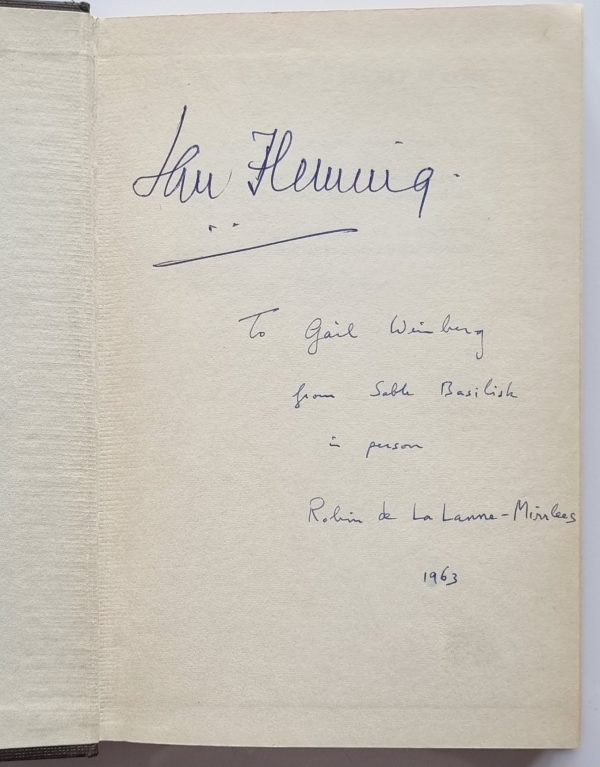 Ian Fleming.
To Gail Weinberg
from Sable Basilisk
in person
Robin de La Lanne-Mirrlees
1963